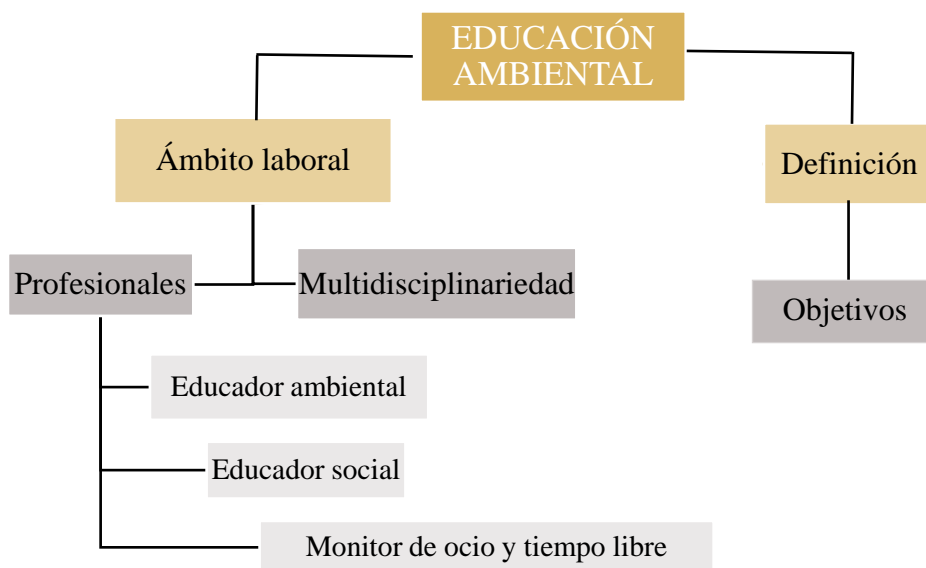 EDUCACIÓN
AMBIENTAL
Ámbito laboral
Definición
Profesionales
Multidisciplinariedad
Objetivos
Educador ambiental
Educador social
Monitor de ocio y tiempo libre